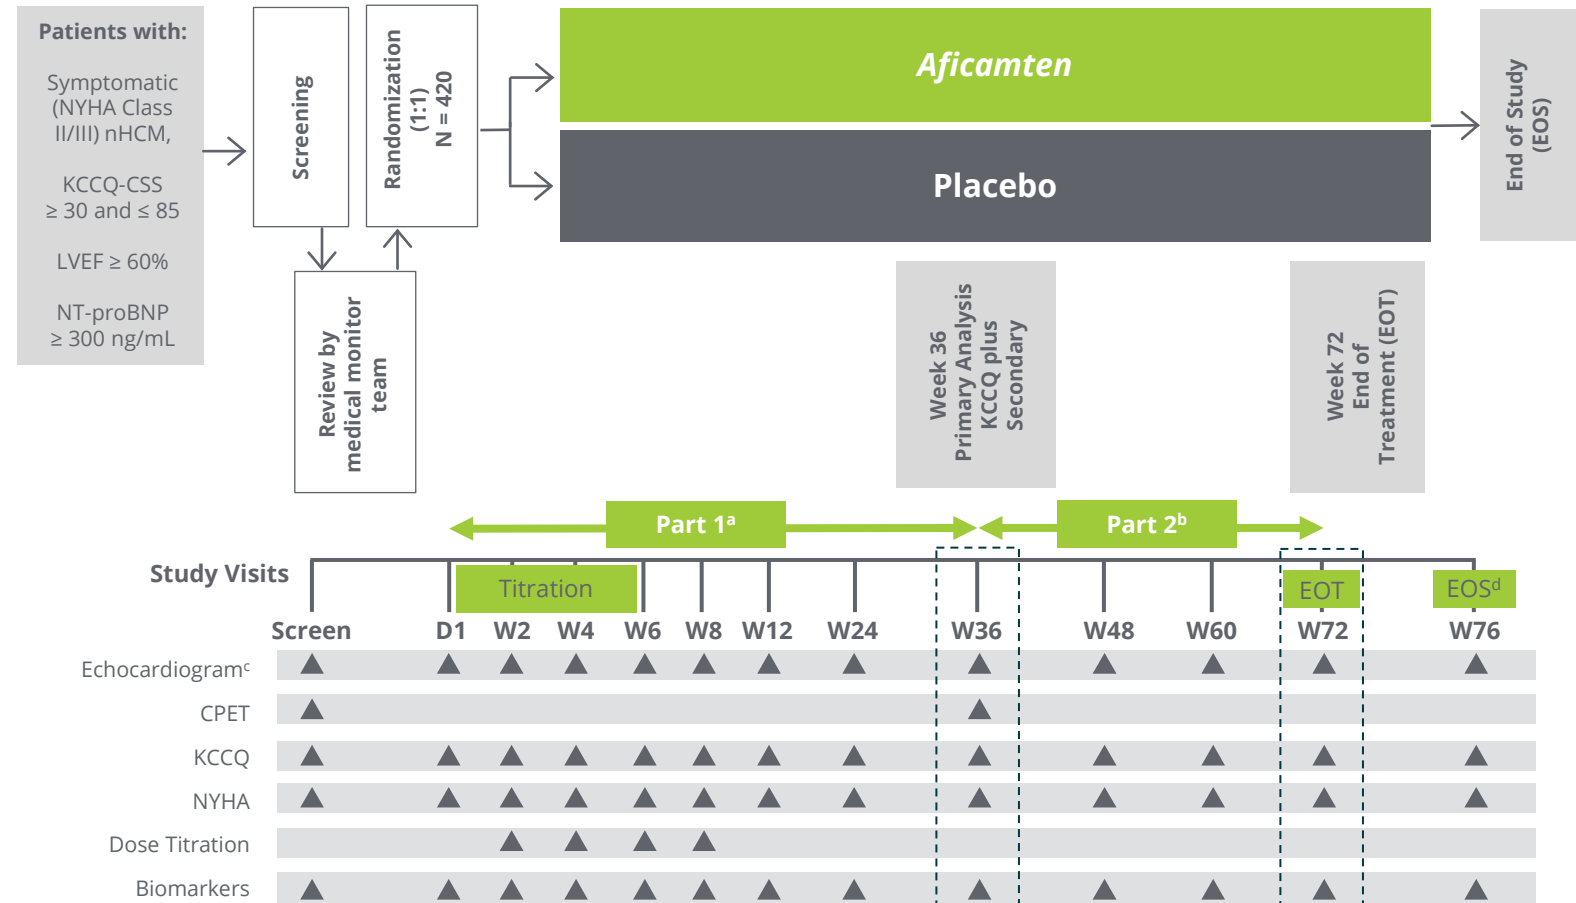 Patients with:
Symptomatic
(NYHA Class
II/III) nHCM,
KCCQ-CSS
≥ 30 and ≤ 85
LVEF ≥ 60%
NT-proBNP
≥ 300 ng/mL
Screening
Review by
medical monitor
team
Randomization
(1:1)
N = 420
Aficamten
Placebo
End of Study
(EOS)
Week 36
Primary Analysis
KCCQ plus
Secondary
Week 72
End of
Treatment (EOT)
Part 1ᵃ
Part 2ᵇ
Study Visits
Titration
EOT
EOSᵈ
Screen D1 W2 W4 W6 W8 W12 W24 W36 W48 W60 W72 W76
Echocardiogramᶜ
CPET
KCCQ
NYHA
Dose Titration
Biomarkers